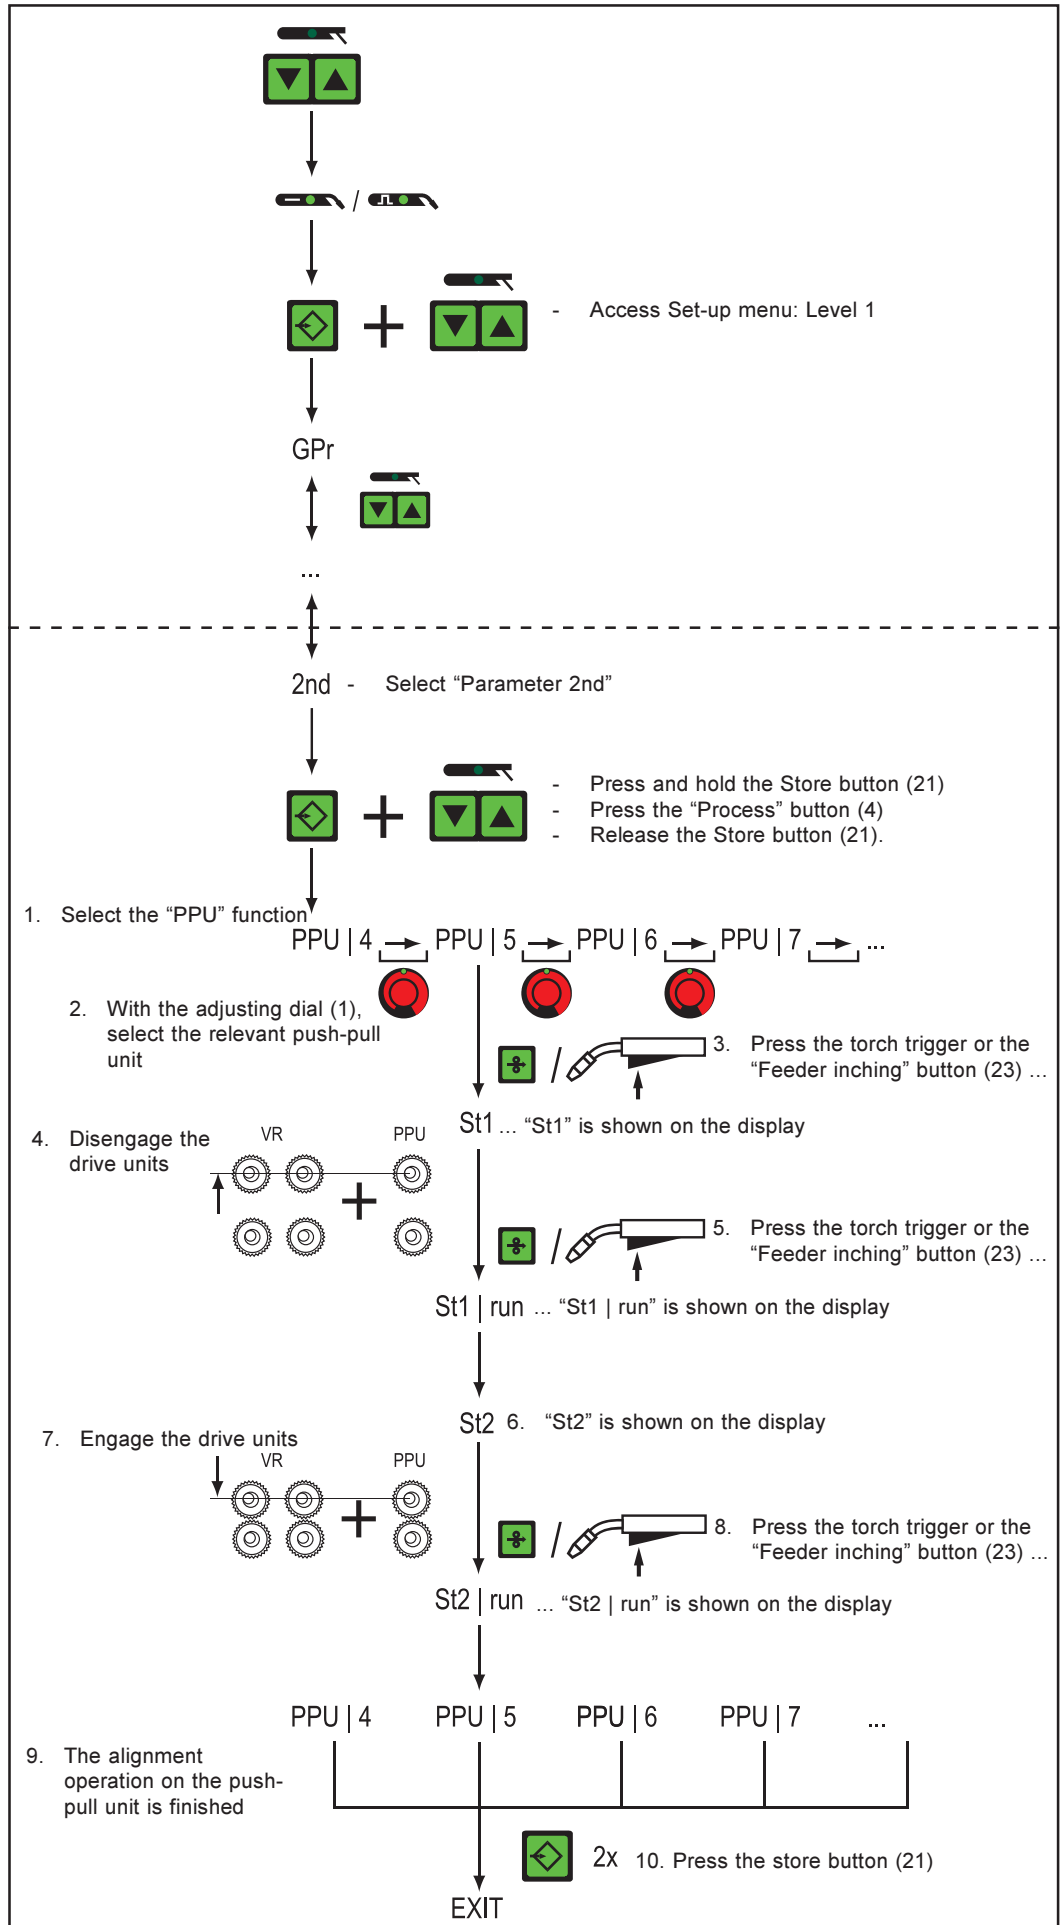 /
+
- Access Set-up menu: Level 1
GPr
...
2nd - Select “Parameter 2nd”
+
- Press and hold the Store button (21)
- Press the “Process” button (4)
- Release the Store button (21).
1. Select the “PPU” function
PPU | 4 PPU | 5 PPU | 6 PPU | 7 ...
2. With the adjusting dial (1),
select the relevant push-pull
unit
/
3. Press the torch trigger or the
“Feeder inching” button (23) ...
St1 ... “St1” is shown on the display
4. Disengage the
drive units
VR PPU
+
/
5. Press the torch trigger or the
“Feeder inching” button (23) ...
St1 | run ... “St1 | run” is shown on the display
St2 6. “St2” is shown on the display
7. Engage the drive units
VR PPU
+
/
8. Press the torch trigger or the
“Feeder inching” button (23) ...
St2 | run ... “St2 | run” is shown on the display
PPU | 4 PPU | 5 PPU | 6 PPU | 7 ...
9. The alignment
operation on the push-
pull unit is finished
2x 10. Press the store button (21)
EXIT